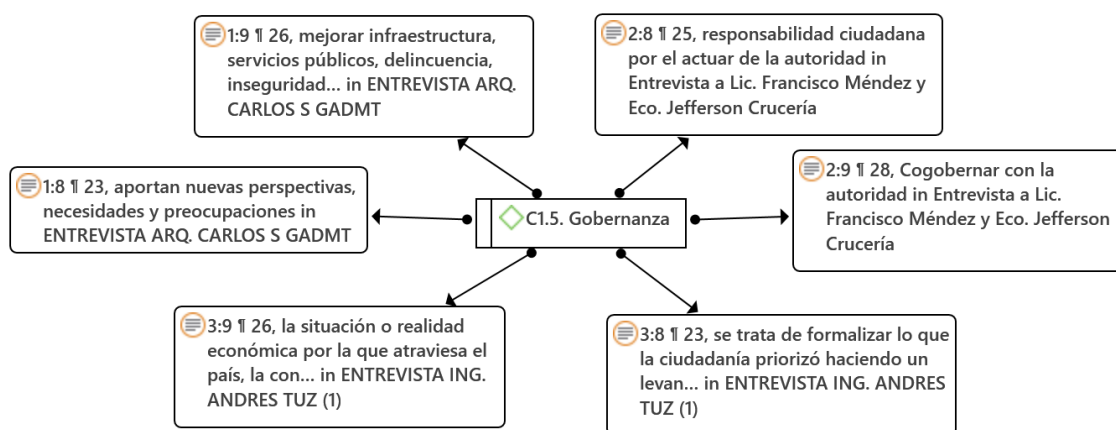 1:9 ¶ 26, mejorar infraestructura,
servicios públicos, delincuencia,
inseguridad... in ENTREVISTA ARQ.
CARLOS S GADMT
2:8 ¶ 25, responsabilidad ciudadana
por el actuar de la autoridad in
Entrevista a Lic. Francisco Méndez y
Eco. Jefferson Crucería
1:8 ¶ 23, aportan nuevas perspectivas,
necesidades y preocupaciones in
ENTREVISTA ARQ. CARLOS S GADMT
C1.5. Gobernanza
2:9 ¶ 28, Cogobernar con la
autoridad in Entrevista a Lic.
Francisco Méndez y Eco. Jefferson
Crucería
3:9 ¶ 26, la situación o realidad
económica por la que atraviesa el
país, la con... in ENTREVISTA ING.
ANDRES TUZ (1)
3:8 ¶ 23, se trata de formalizar lo que
la ciudadanía priorizó haciendo un
levan... in ENTREVISTA ING. ANDRES
TUZ (1)